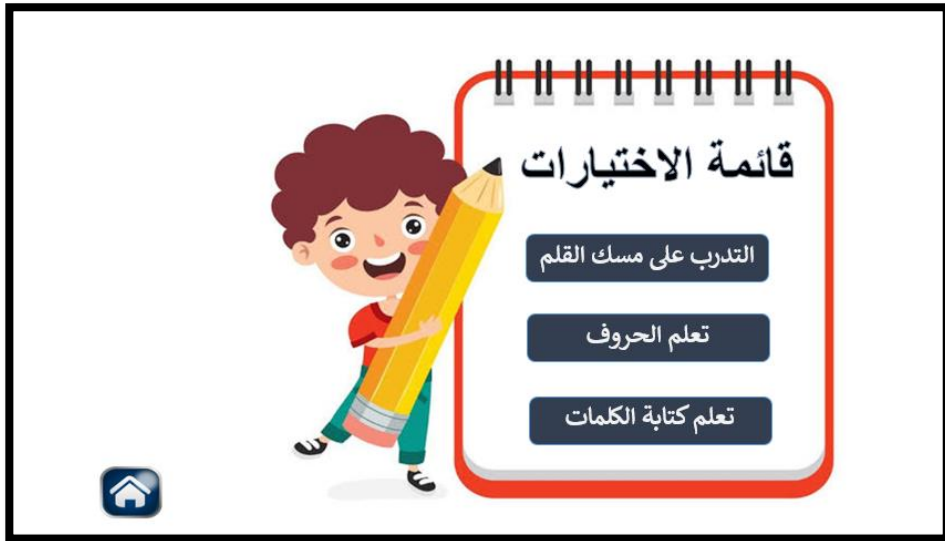 قائمة الاختيارات
التدرب على مسك القلم
تعلم الحروف
تعلم كتابة الكلمات